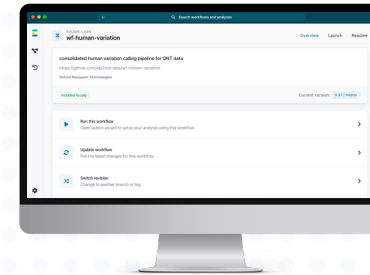 Search workflows and analyses
EPI2ME-LABS
wf-human-variation
Overview Launch Readme
consolidated human variation calling pipeline for ONT data
https://github.com/epi2me-labs/wf-human-variation
Oxford Nanopore Technologies
Installed locally
Current version:
Run this workflow
Open launch wizard to setup your analysis using this workflow.
Update workflow
Pull the latest changes for this workflow.
Switch revision
Change to another branch or tag.